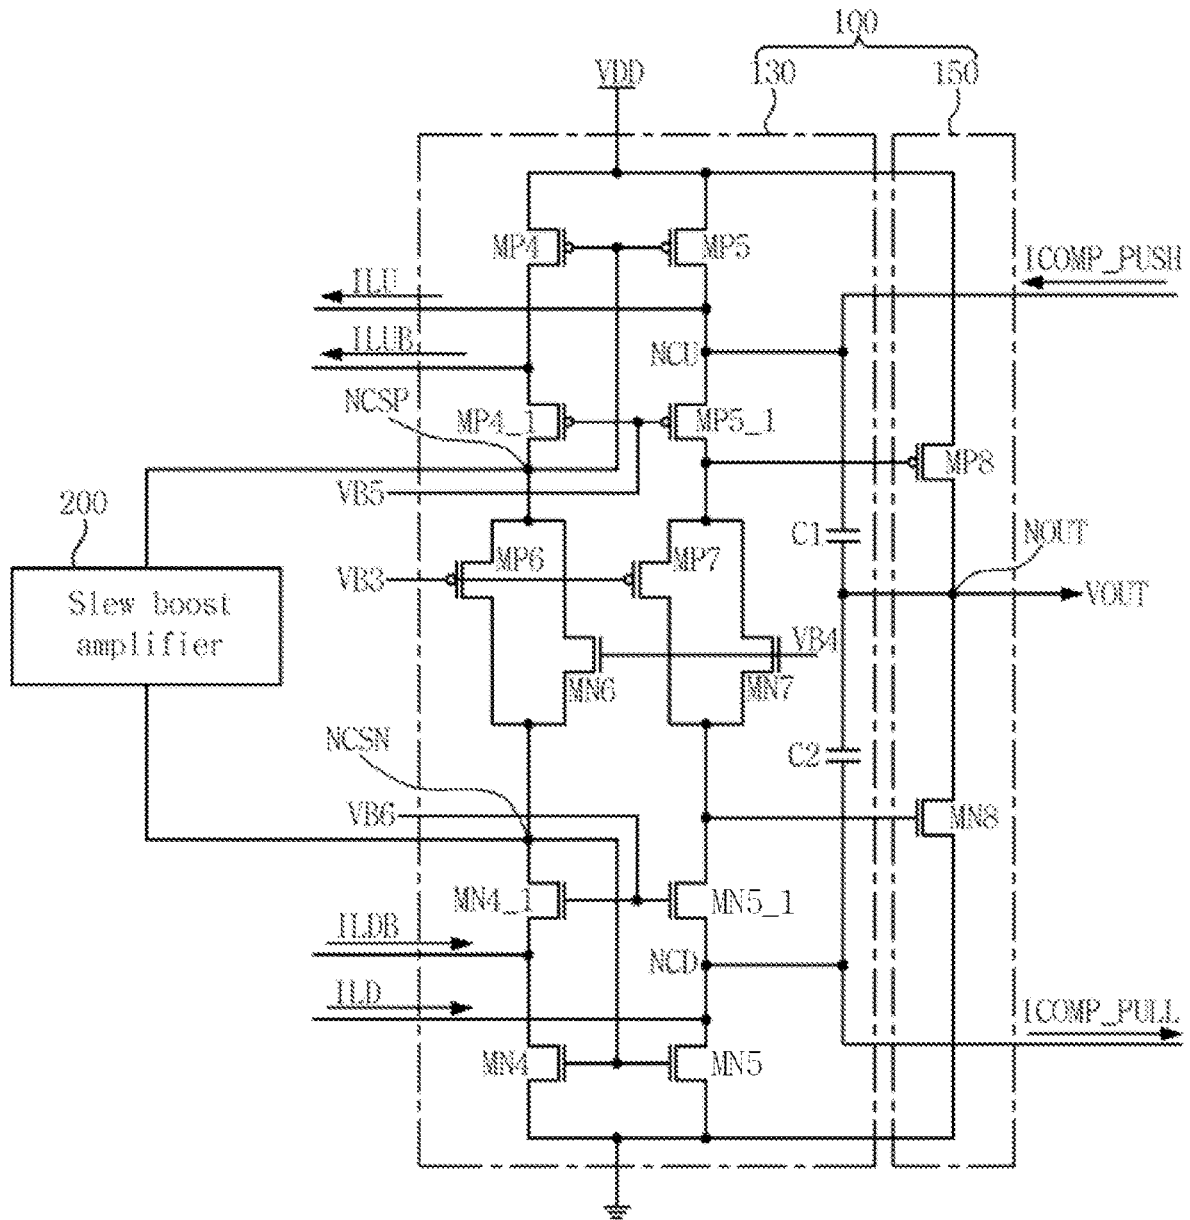 100
130
150
VDD
MP4
MP5
ICOMP_PUSH
ILU
ILUB
NCU
NCSP
MP4_1
MP5_1
MP8
VB5
200
C1
NOUT
MP6
MP7
VB3
VOUT
Slew boost
amplifier
VB4
MN6
MN7
NCSN
C2
VB6
MN8
MN4_1
MN5_1
ILDB
NCD
ILD
ICOMP_PULL
MN4
MN5